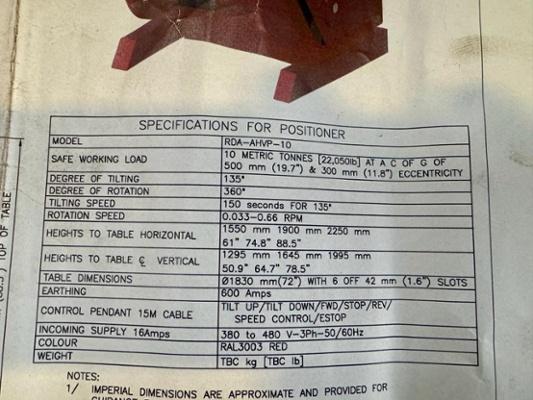 SPECIFICATIONS FOR POSITIONER
MODEL RDA-AHVP-10
SAFE WORKING LOAD 10 METRIC TONNES [22,050lb] AT A C OF G OF
500 mm (19.7") & 300 mm (11.8") ECCENTRICITY
DEGREE OF TILTING 135°
DEGREE OF ROTATION 360°
TILTING SPEED 150 seconds FOR 135°
ROTATION SPEED 0.033-0.66 RPM
HEIGHTS TO TABLE HORIZONTAL 1550 mm 1900 mm 2250 mm
61" 74.8" 88.5"
HEIGHTS TO TABLE ℄ VERTICAL 1295 mm 1645 mm 1995 mm
50.9" 64.7" 78.5"
TABLE DIMENSIONS Ø1830 mm(72") WITH 6 OFF 42 mm (1.6") SLOTS
EARTHING 600 Amps
CONTROL PENDANT 15M CABLE TILT UP/TILT DOWN/FWD/STOP/REV/
SPEED CONTROL/ESTOP
INCOMING SUPPLY 16Amps 380 to 480 V-3Ph-50/60Hz
COLOUR RAL3003 RED
WEIGHT TBC kg [TBC lb]
NOTES:
1/ IMPERIAL DIMENSIONS ARE APPROXIMATE AND PROVIDED FOR
TOP OF TABLE